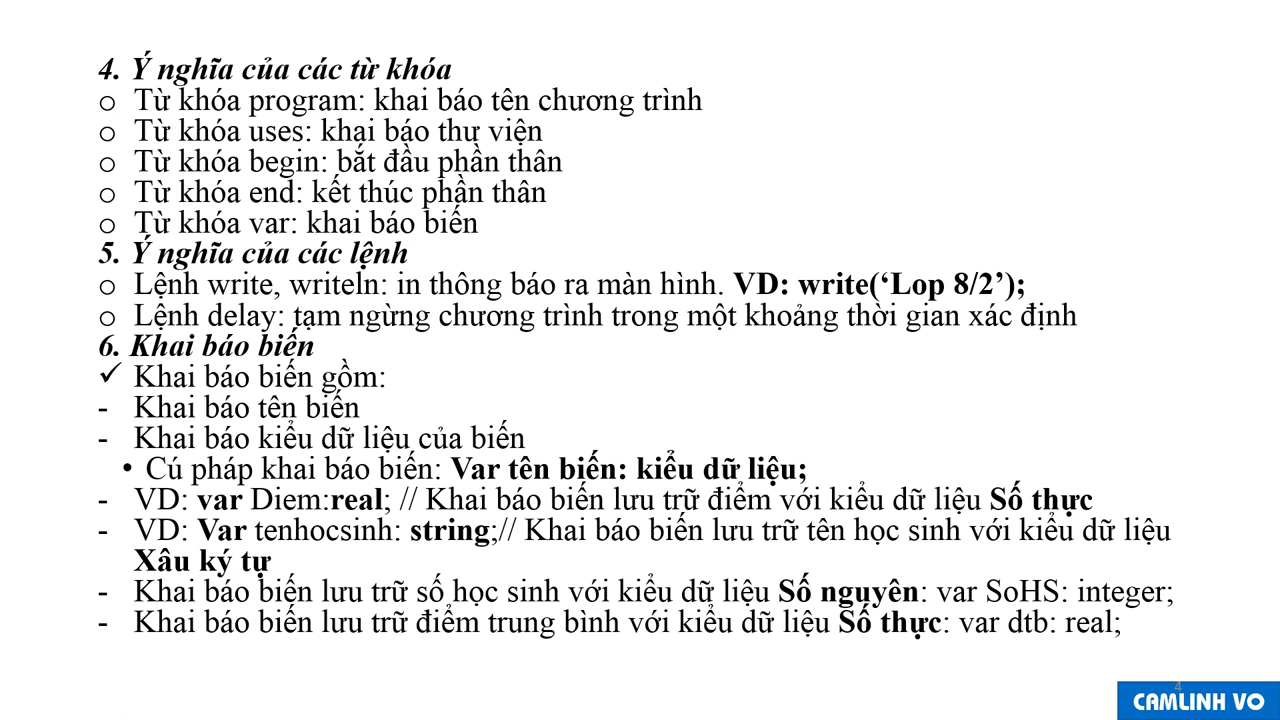 4. Ý nghĩa của các từ khóa
o Từ khóa program: khai báo tên chương trình
o Từ khóa uses: khai báo thư viện
o Từ khóa begin: bắt đầu phần thân
o Từ khóa end: kết thúc phần thân
o Từ khóa var: khai báo biến
5. Ý nghĩa của các lệnh
o Lệnh write, writeln: in thông báo ra màn hình. VD: write(‘Lop 8/2’);
o Lệnh delay: tạm ngừng chương trình trong một khoảng thời gian xác định
6. Khai báo biến
✓ Khai báo biến gồm:
- Khai báo tên biến
- Khai báo kiểu dữ liệu của biến
• Cú pháp khai báo biến: Var tên biến: kiểu dữ liệu;
- VD: var Diem:real; // Khai báo biến lưu trữ điểm với kiểu dữ liệu Số thực
- VD: Var tenhocsinh: string;// Khai báo biến lưu trữ tên học sinh với kiểu dữ liệu
Xâu ký tự
- Khai báo biến lưu trữ số học sinh với kiểu dữ liệu Số nguyên: var SoHS: integer;
- Khai báo biến lưu trữ điểm trung bình với kiểu dữ liệu Số thực: var dtb: real;
4
CAMLINH VO